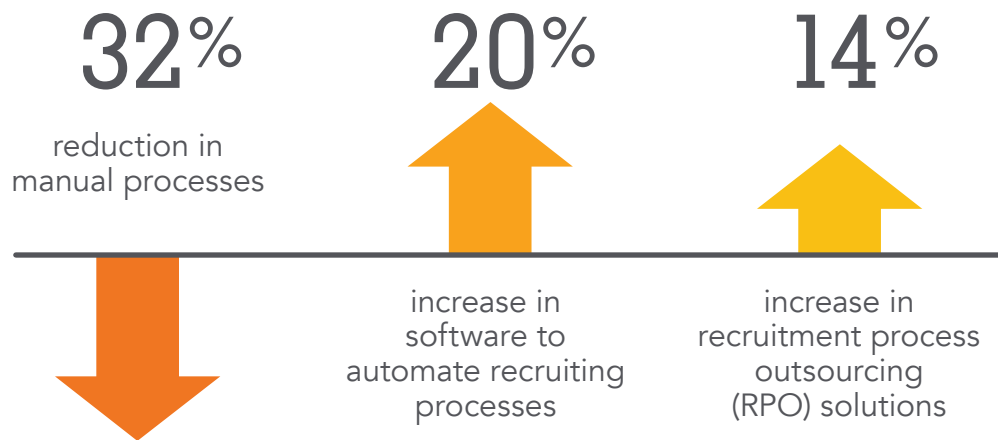 32%
reduction in
manual processes
20%
increase in
software to
automate recruiting
processes
14%
increase in
recruitment process
outsourcing
(RPO) solutions